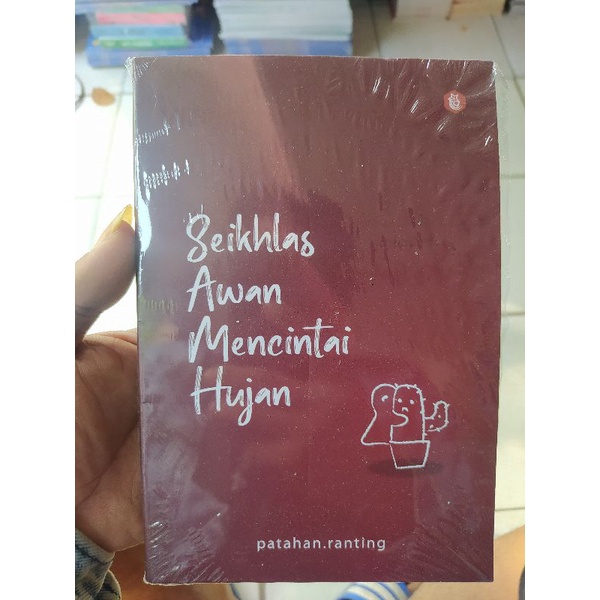 Seikhlas
Awan
Mencintai
Hujan
patahan.ranting